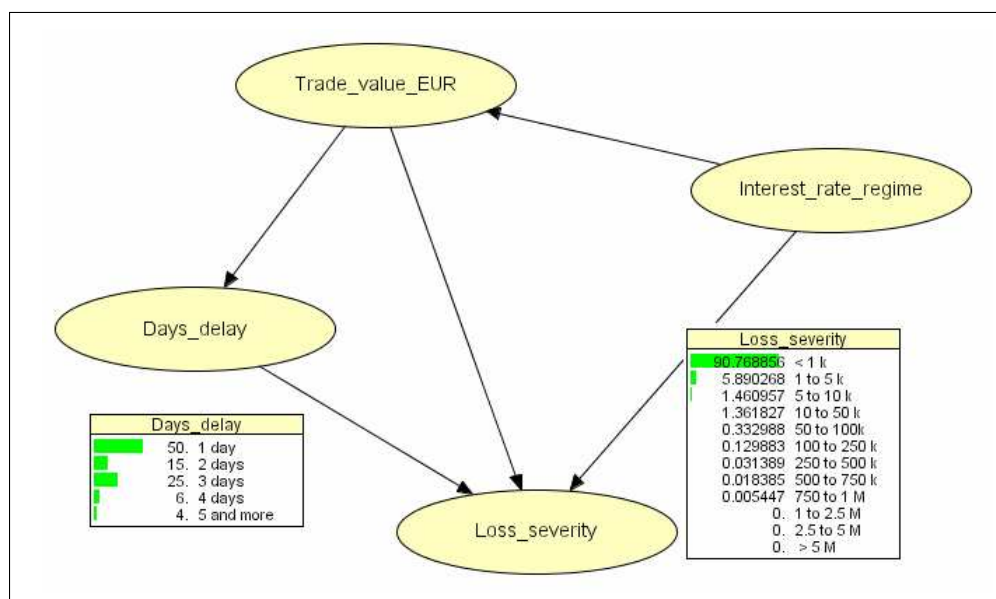 Trade_value_EUR
Interest_rate_regime
Days_delay
Loss_severity
90.768856 < 1 k
5.890268 1 to 5 k
1.460957 5 to 10 k
1.361827 10 to 50 k
0.332988 50 to 100k
0.129883 100 to 250 k
0.031389 250 to 500 k
0.018385 500 to 750 k
0.005447 750 to 1 M
0. 1 to 2.5 M
0. 2.5 to 5 M
0. > 5 M
Days_delay
50. 1 day
15. 2 days
25. 3 days
6. 4 days
4. 5 and more
Loss_severity